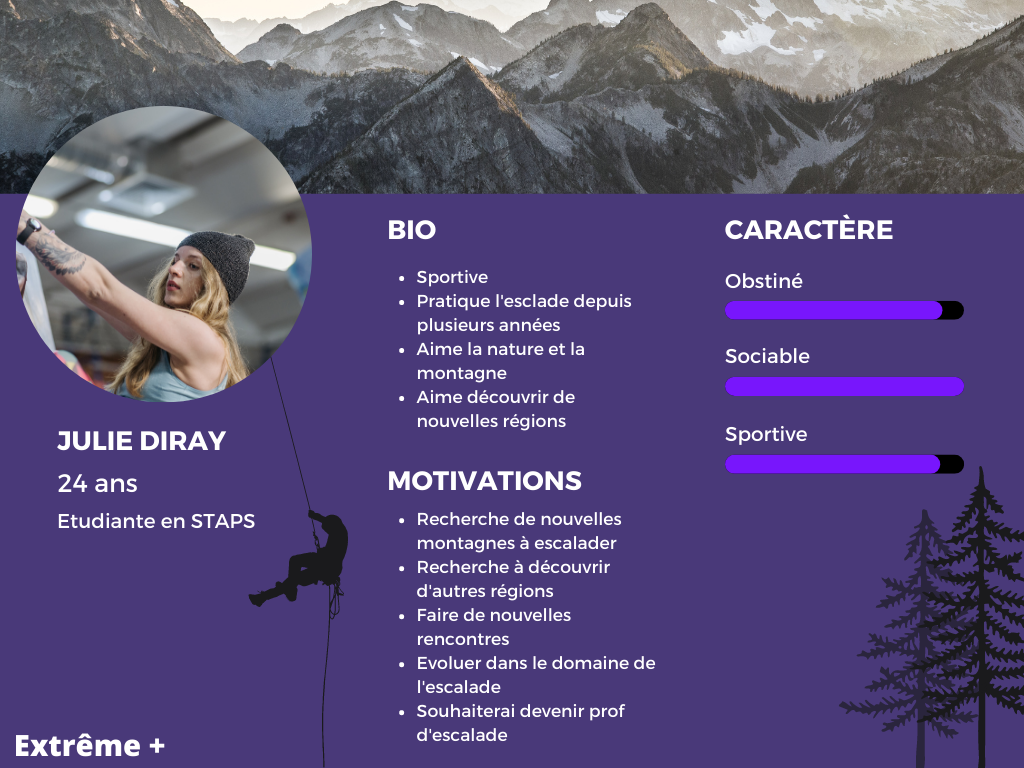 JULIE DIRAY
24 ans
Etudiante en STAPS
BIO
• Sportive
• Pratique l'esclade depuis
plusieurs années
• Aime la nature et la
montagne
• Aime découvrir de
nouvelles régions
MOTIVATIONS
• Recherche de nouvelles
montagnes à escalader
• Recherche à découvrir
d'autres régions
• Faire de nouvelles
rencontres
• Evoluer dans le domaine de
l'escalade
• Souhaiterai devenir prof
d'escalade
CARACTÈRE
Obstiné
Sociable
Sportive
Extrême +